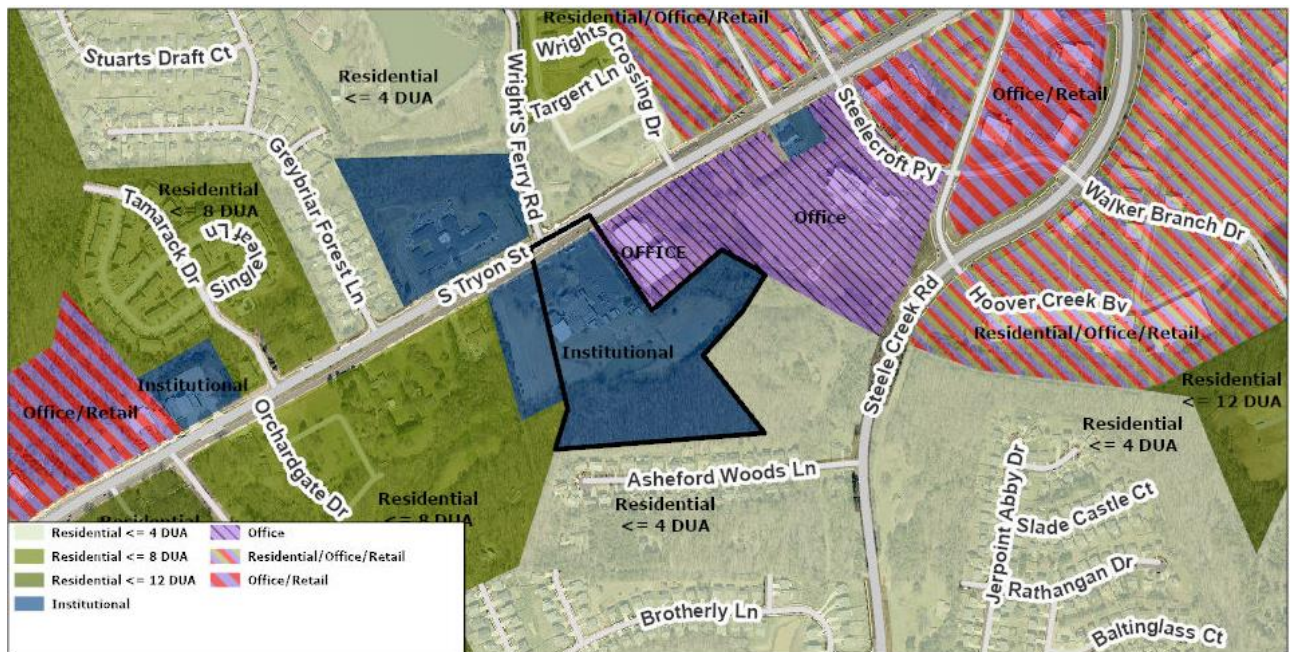 Residential/Office/Retail
Stuarts Draft Ct
Wrights Crossing Dr
Residential
<= 4 DUA
Targert Ln
Wright'S Ferry Rd
Steelecroft Py
Office/Retail
Greybriar Forest Ln
Residential
<= 8 DUA
Tamarack Dr
Single leaf Ln
Walker Branch Dr
Office
OFFICE
S Tryon St
Steele Creek Rd
Hoover Creek Bv
Residential/Office/Retail
Institutional
Institutional
Office/Retail
Residential
<= 12 DUA
Orchardgate Dr
Residential
<= 4 DUA
Asheford Woods Ln
Residential
<= 8 DUA
Residential
<= 4 DUA
Jerpoint Abby Dr
Slade Castle Ct
Rathangan Dr
Brotherly Ln
Baltinglass Ct
Residential <= 4 DUA
Office
Residential <= 8 DUA
Residential/Office/Retail
Residential <= 12 DUA
Office/Retail
Institutional